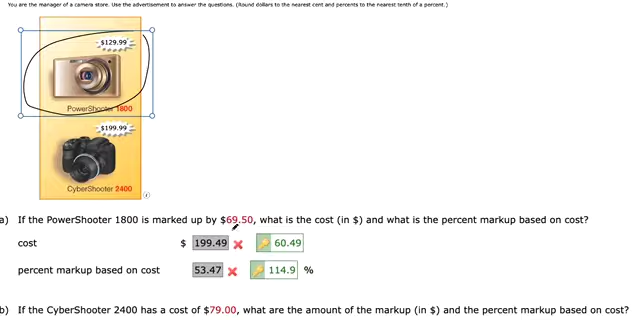 You are the manager of a camera store. Use the advertisement to answer the questions. (Round dollars to the nearest cent and percents to the nearest tenth of a percent.)
$129.99
PowerShooter 1800
$199.99
CyberShooter 2400
a) If the PowerShooter 1800 is marked up by $69.50, what is the cost (in $) and what is the percent markup based on cost?
cost $ 199.49 60.49
percent markup based on cost 53.47 114.9 %
b) If the CyberShooter 2400 has a cost of $79.00, what are the amount of the markup (in $) and the percent markup based on cost?